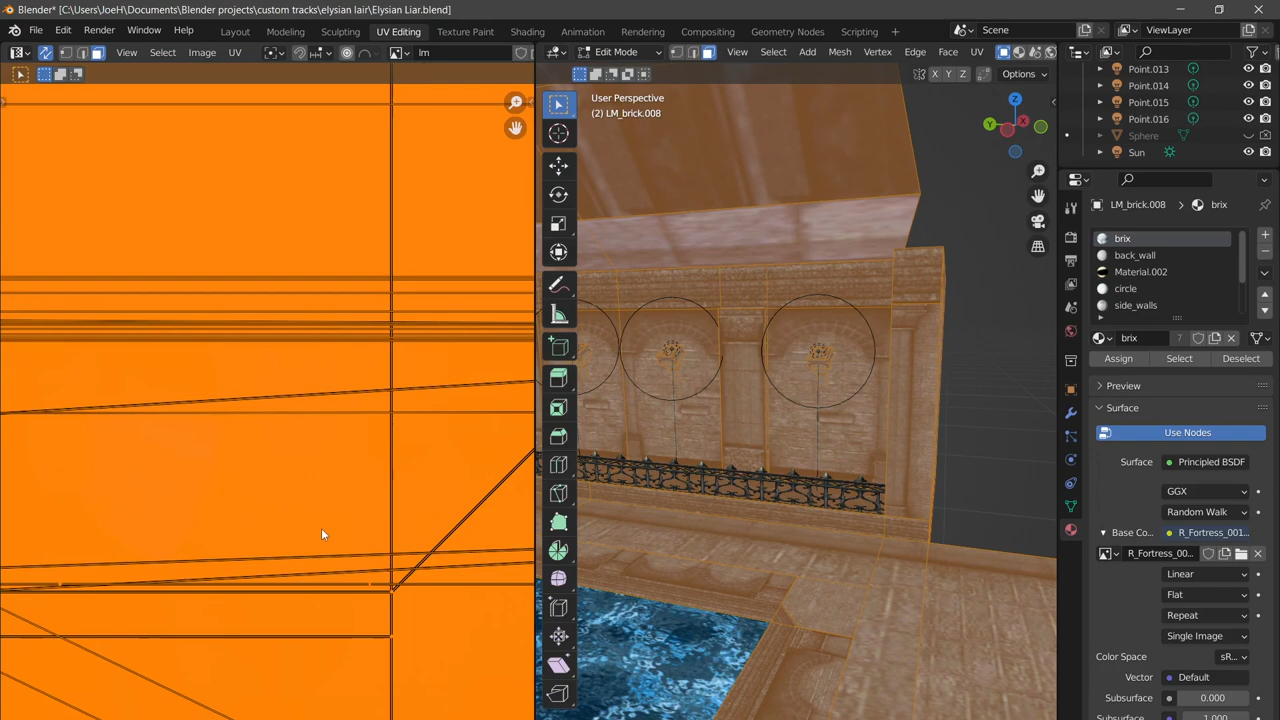 Blender* [C:\Users\JoeH\Documents\Blender projects\custom tracks\elysian lair\Elysian Liar.blend]
File Edit Render Window Help Layout Modeling Sculpting UV Editing Texture Paint Shading Animation Rendering Compositing Geometry Nodes Scripting + Scene ViewLayer
View Select Image UV Im Edit Mode View Select Add Mesh Vertex Edge Face UV
X Y Z Options
User Perspective
(2) LM_brick.008
Z
Y
X
Point.013
Point.014
Point.015
Point.016
Sphere
Sun
LM_brick.008 > brix
brix
back_wall
Material.002
circle
side_walls
brix 7
Assign Select Deselect
Preview
Surface
Use Nodes
Surface Principled BSDF
GGX
Random Walk
Base Co... R_Fortress_001...
R_Fortress_00...
Linear
Flat
Repeat
Single Image
Color Space sR...
Vector Default
Subsurface 0.000
1.000